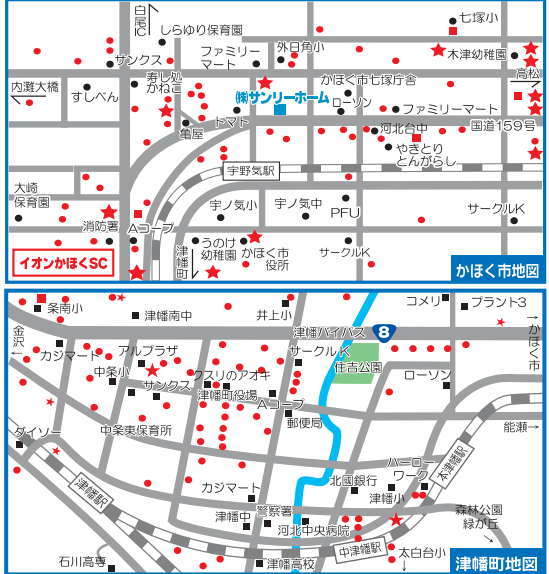 白尾IC
しらゆり保育園
七塚小
サンクス
ファミリー
マート
外日角小
木津幼稚園
内灘大橋
寿し処
かねこ
かほく市七塚庁舎
高松
すしべん
㈱サンリーホーム
ローソン
ファミリーマート
トマト
亀屋
河北台中
国道159号
やきとり
とんがらし
宇野気駅
大崎
保育園
消防署
Aコープ
宇ノ気小
宇ノ気中
PFU
サークルK
イオンかほくSC
津幡町
うのけ
幼稚園
かほく市
役所
サークルK
かほく市地図
条南小
津幡南中
井上小
コメリ
プラント3
金沢
津幡バイパス
8
かほく市
カジマート
アルプラザ
サークルK
住吉公園
中条小
サンクス
クスリのアオキ
津幡町役場
ローソン
Aコープ
郵便局
ダイソー
中条東保育所
能瀬
津幡駅
カジマート
北國銀行
ハーロー
ワーク
本津幡駅
津幡小
津幡中
警察署
河北中央病院
森林公園
緑が丘
中津幡駅
石川高専
津幡高校
太白台小
津幡町地図